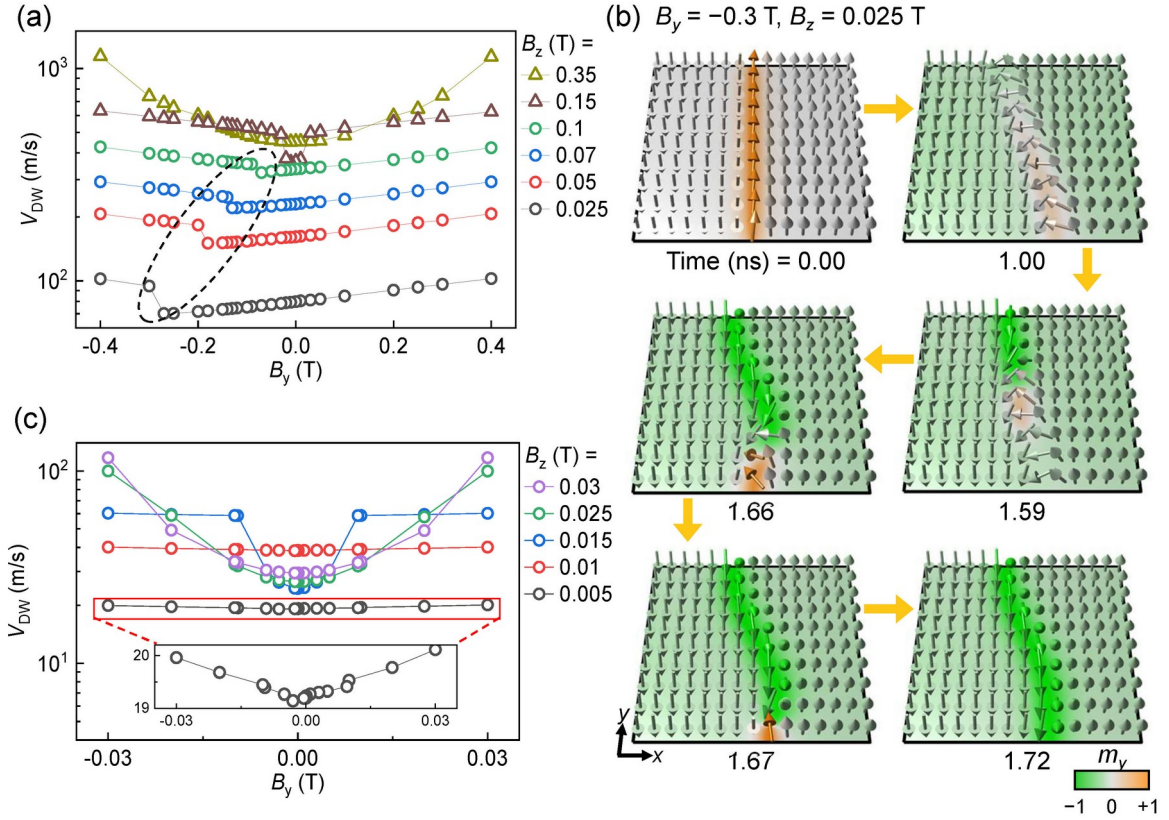 (a)
V_DW (m/s)
10³
10²
-0.4 -0.2 0.0 0.2 0.4
B_y (T)
B_z (T) =
0.35
0.15
0.1
0.07
0.05
0.025
(b)
B_y = −0.3 T, B_z = 0.025 T
Time (ns) = 0.00
1.00
1.66
1.59
1.67
1.72
y
x
m_y
−1 0 +1
(c)
V_DW (m/s)
10²
10¹
-0.03 0.00 0.03
B_y (T)
B_z (T) =
0.03
0.025
0.015
0.01
0.005
20
19
-0.03 0.00 0.03